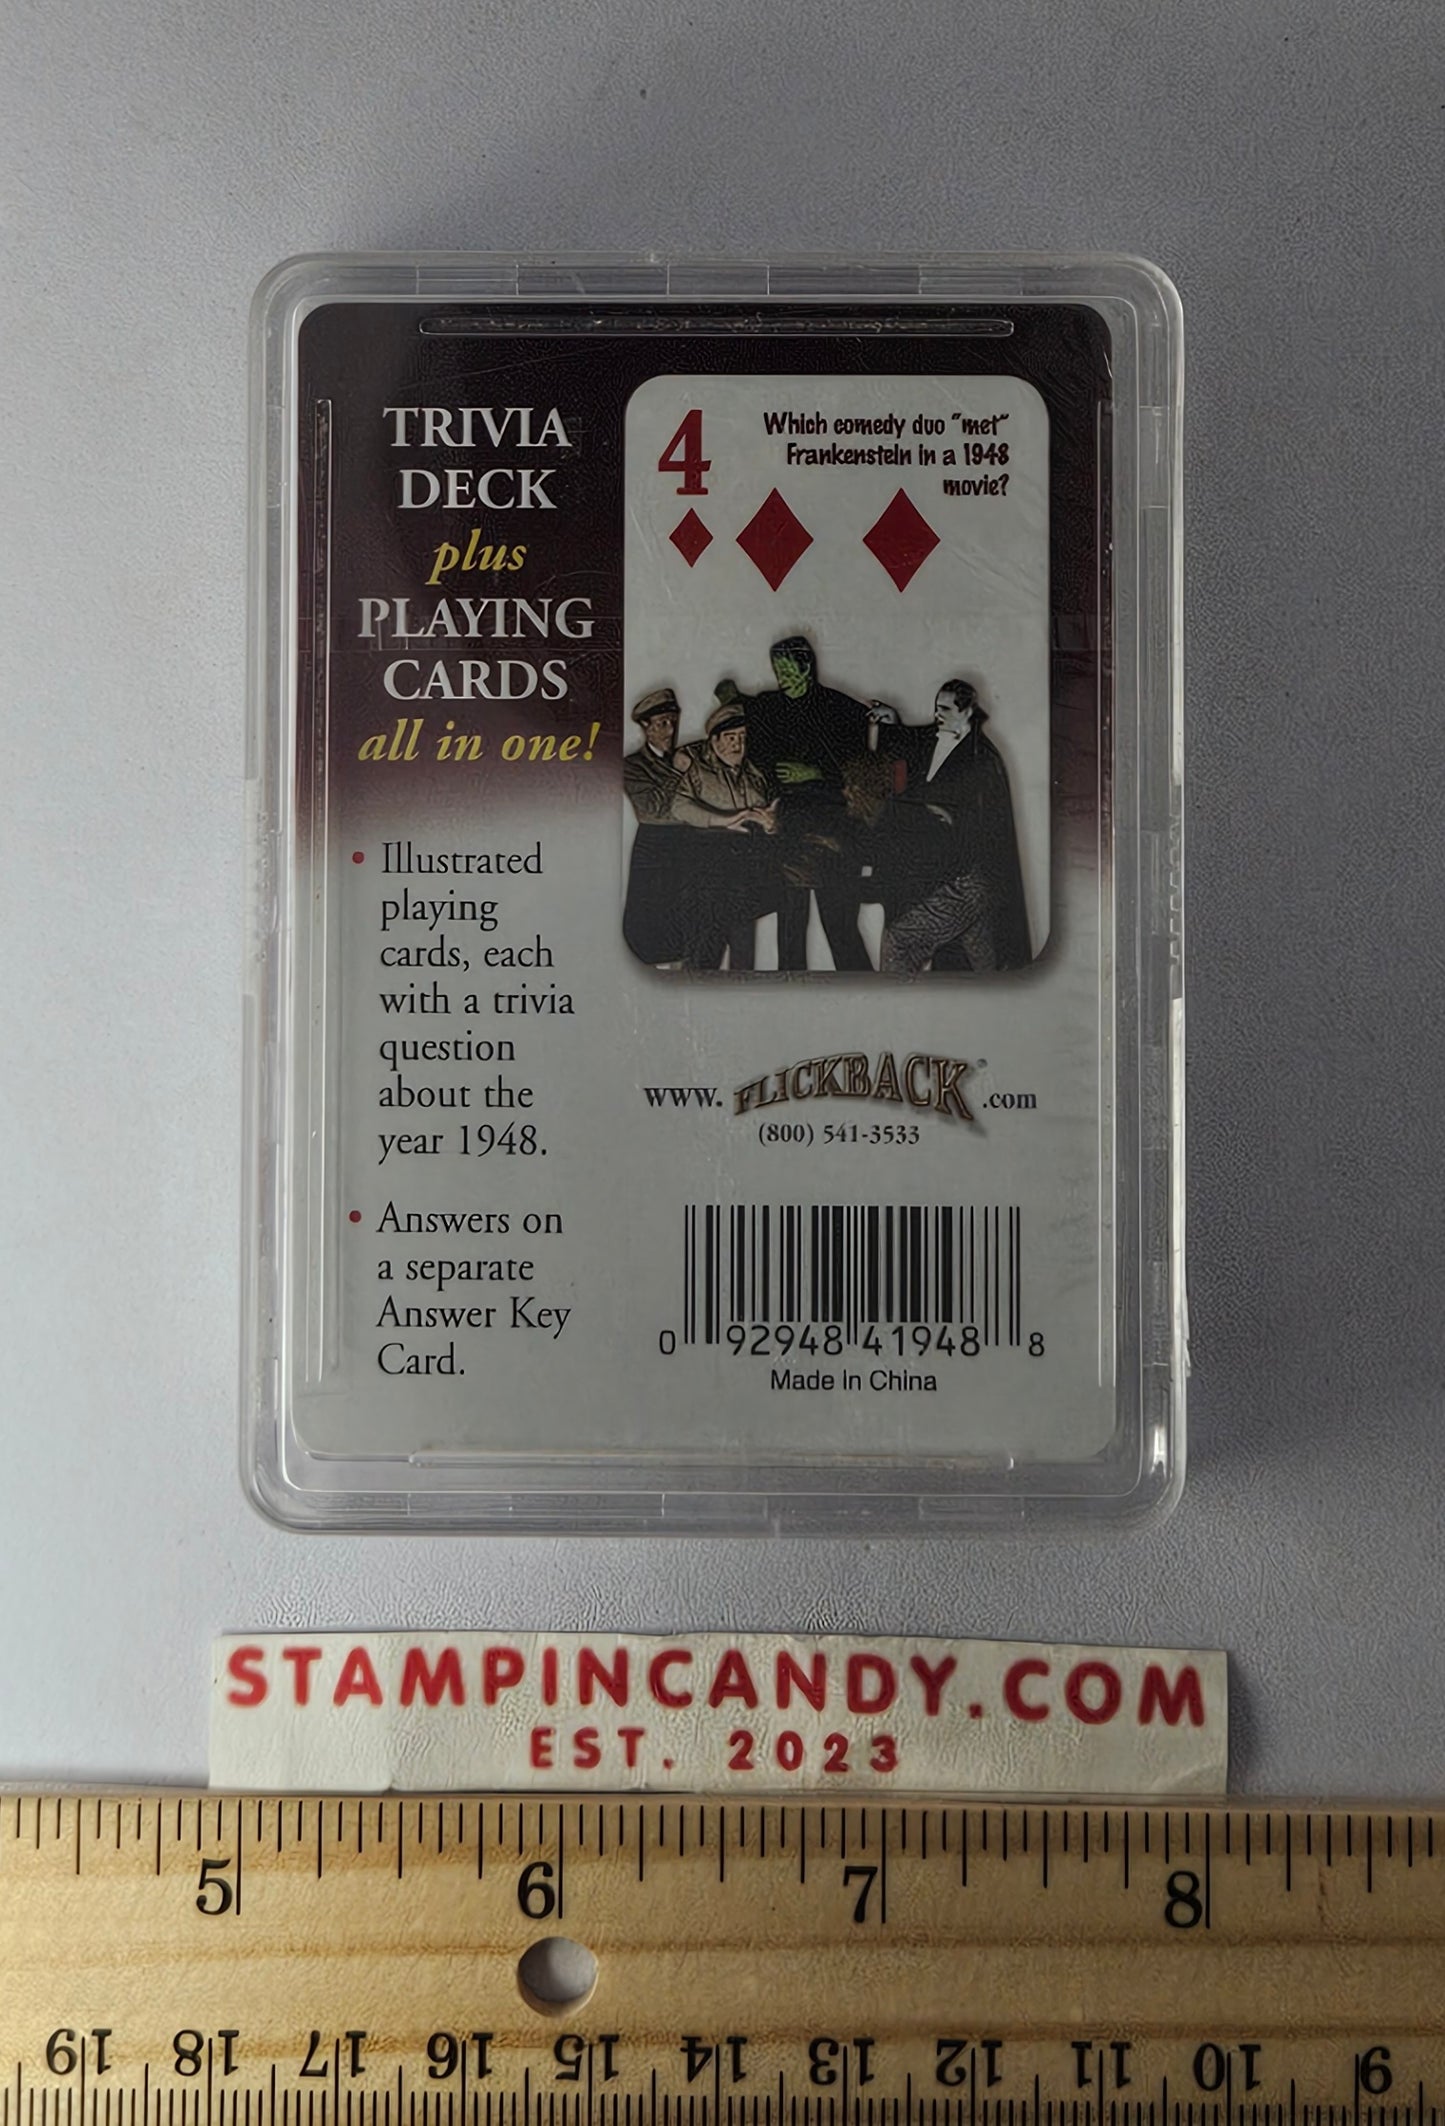 TRIVIA
DECK
plus
PLAYING
CARDS
all in one!
• Illustrated
playing
cards, each
with a trivia
question
about the
year 1948.
• Answers on
a separate
Answer Key
Card.
4
Which comedy duo "met"
Frankenstein in a 1948
movie?
www.FLICKBACK®.com
(800) 541-3533
0 92948 41948 8
Made in China
STAMPINCANDY.COM
EST. 2023
5 6 7 8
19 18 17 16 15 14 13 12 11 10 9